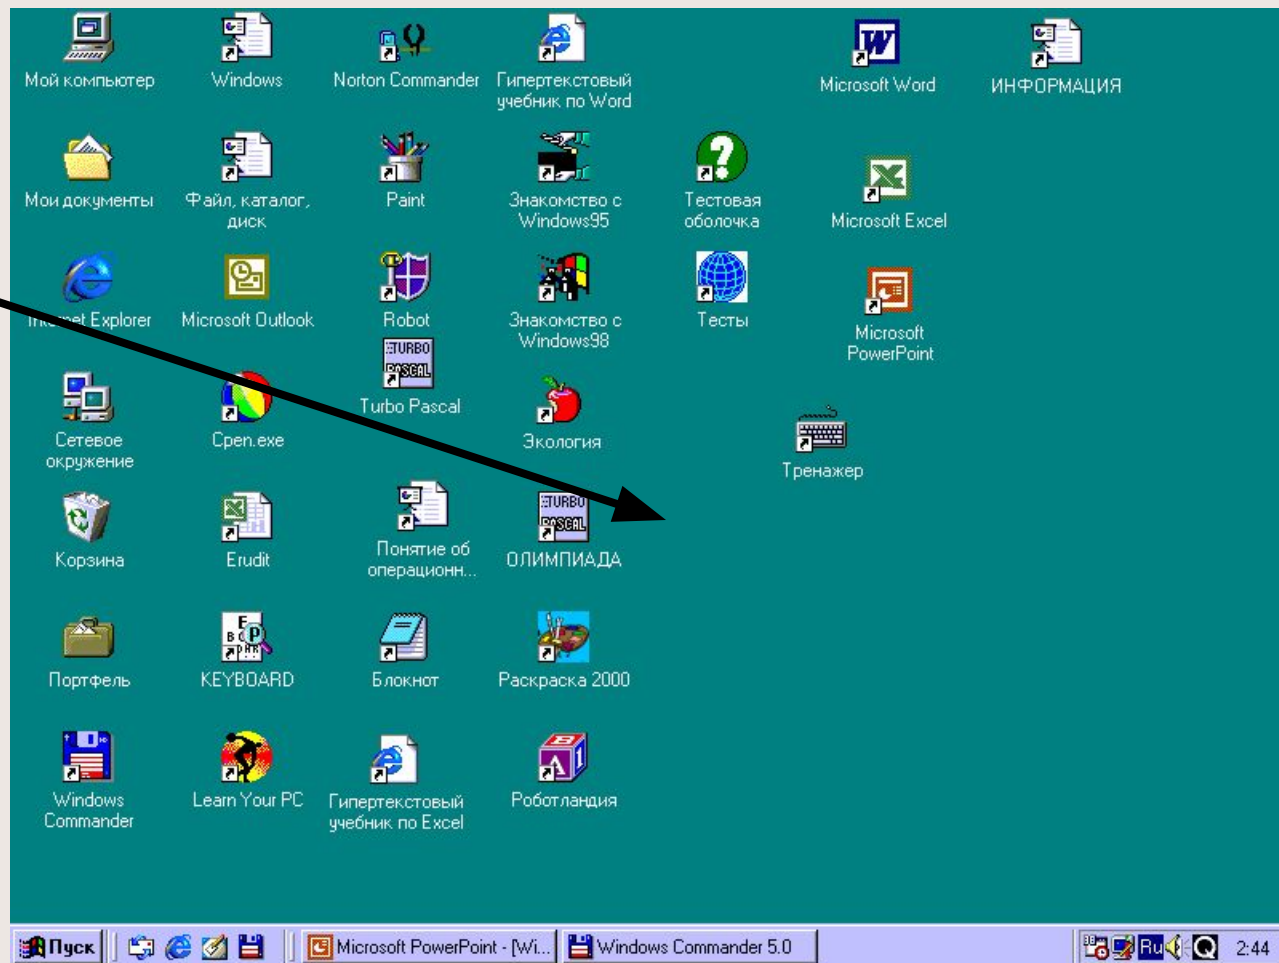 Мой компьютер
Windows
Norton Commander
Гипертекстовый
учебник по Word
Microsoft Word
ИНФОРМАЦИЯ
Мои документы
Файл, каталог,
диск
Paint
Знакомство с
Windows95
Тестовая
оболочка
Microsoft Excel
Internet Explorer
Microsoft Outlook
Robot
Знакомство с
Windows98
Тесты
Microsoft
PowerPoint
TURBO
PASCAL
Turbo Pascal
Сетевое
окружение
Cpen.exe
Экология
Тренажер
Корзина
Erudit
Понятие об
операционн...
TURBO
PASCAL
ОЛИМПИАДА
Портфель
KEYBOARD
Блокнот
Раскраска 2000
Windows
Commander
Learn Your PC
Гипертекстовый
учебник по Excel
Роботландия
Пуск
Microsoft PowerPoint - [Wi...
Windows Commander 5.0
Ru
2:44